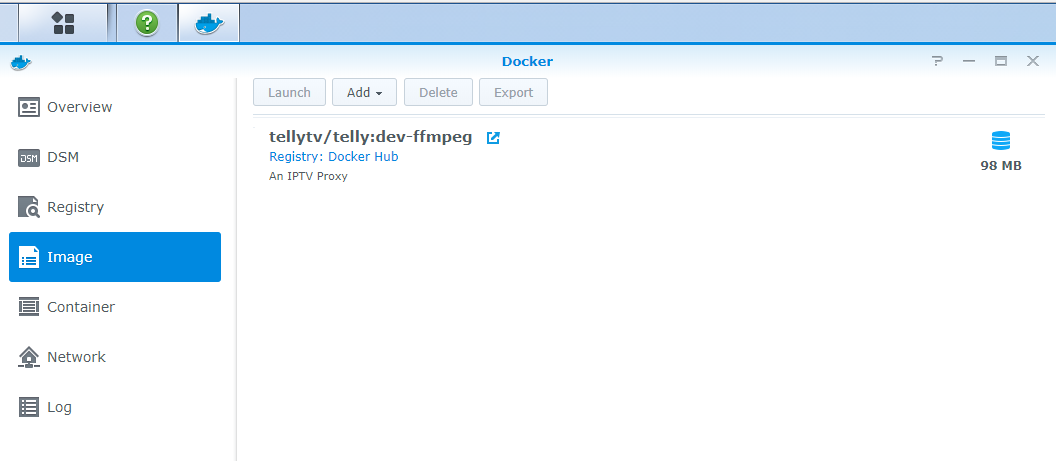 Docker
Overview
DSM
DSM
Registry
Image
Container
Network
Log
Launch
Add
Delete
Export
tellytv/telly:dev-ffmpeg
Registry: Docker Hub
An IPTV Proxy
98 MB